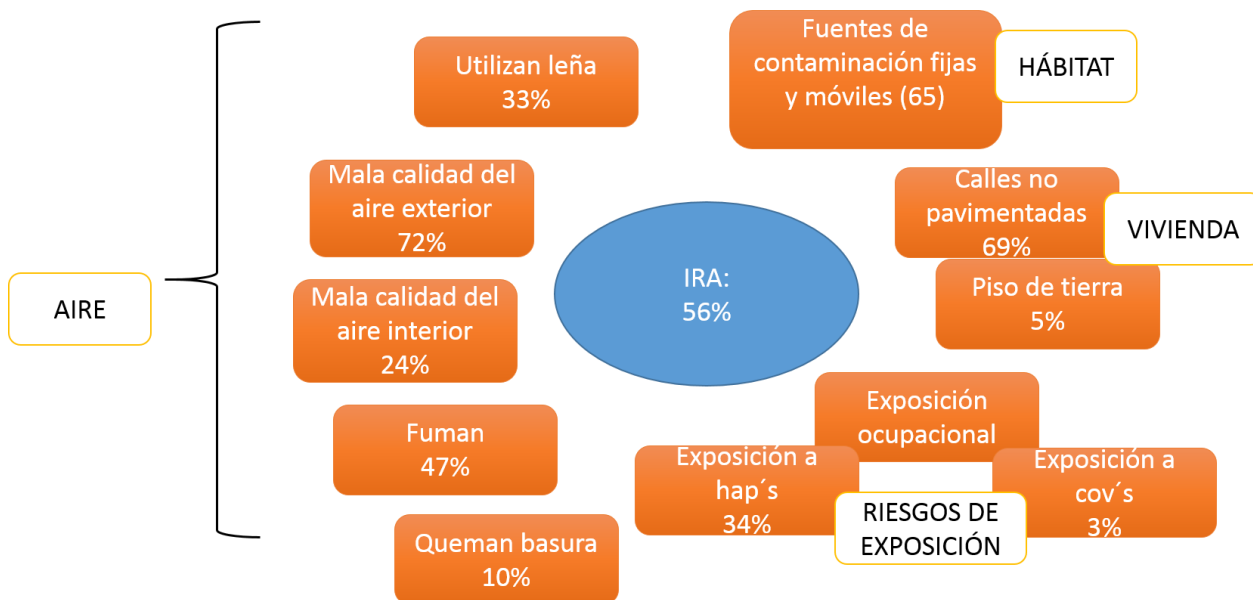 AIRE
Utilizan leña
33%
Mala calidad del
aire exterior
72%
Mala calidad del
aire interior
24%
Fuman
47%
Queman basura
10%
IRA:
56%
Fuentes de
contaminación fijas
y móviles (65)
HÁBITAT
Calles no
pavimentadas
69%
VIVIENDA
Piso de tierra
5%
Exposición
ocupacional
Exposición a
hap´s
34%
RIESGOS DE
EXPOSICIÓN
Exposición a
cov´s
3%